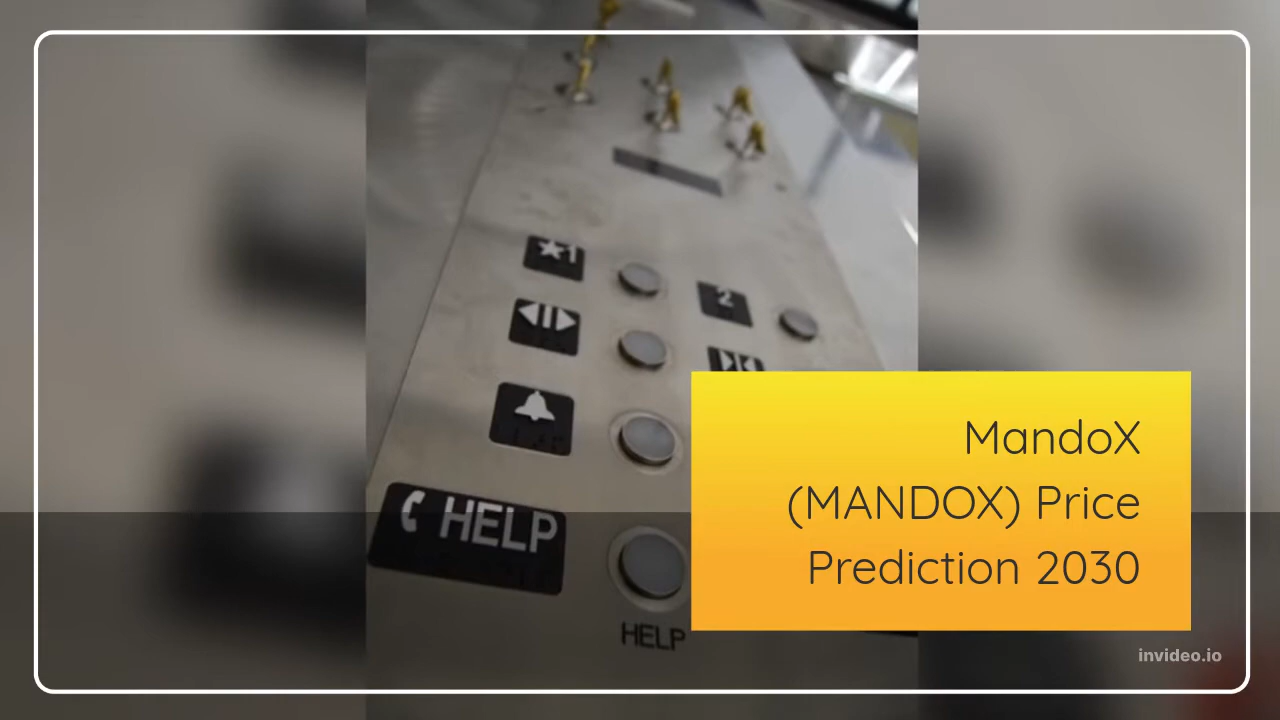 ★1
2
HELP
HELP
MandoX
(MANDOX) Price
Prediction 2030
invideo.io